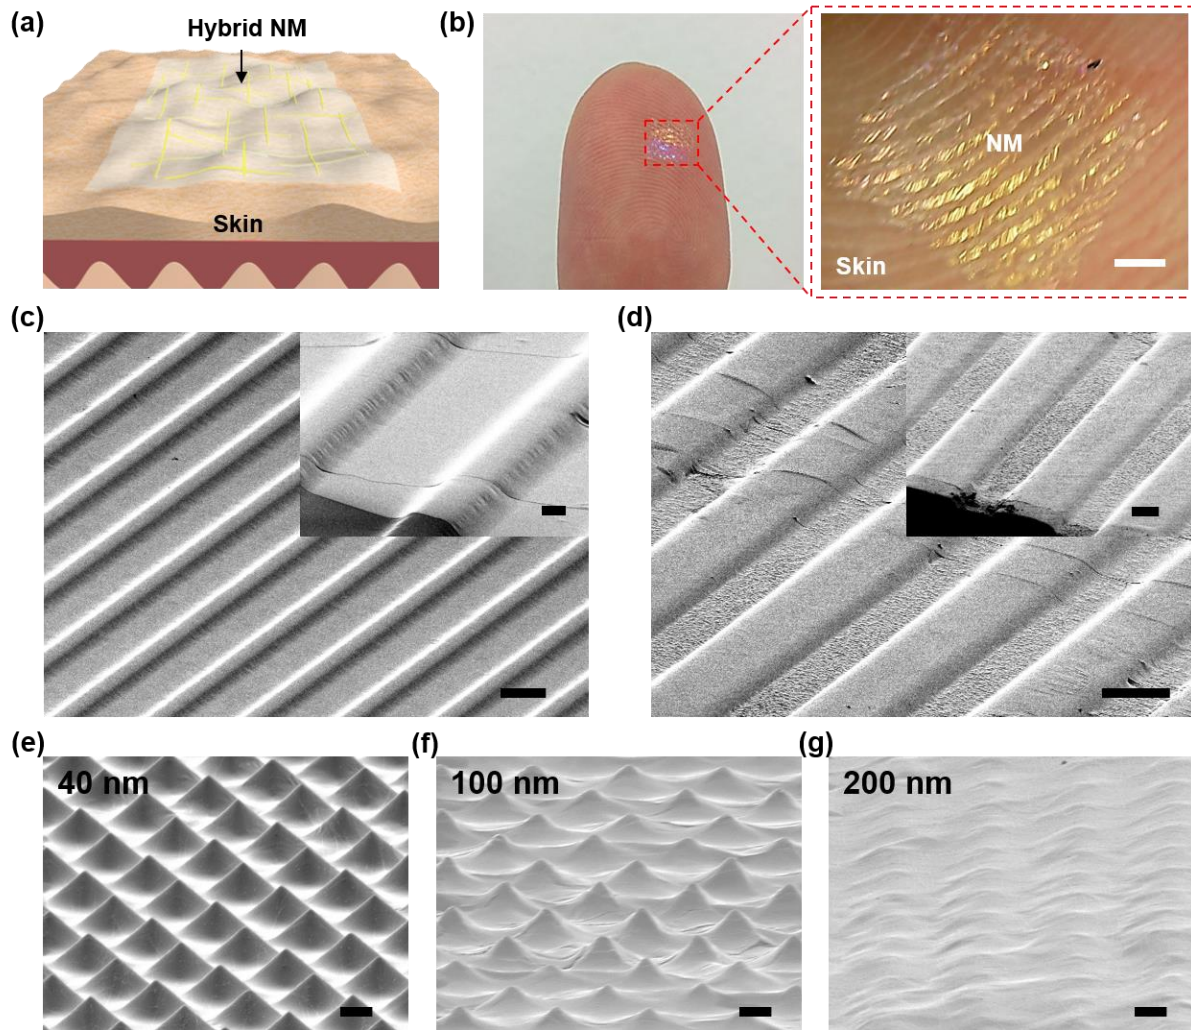 (a)
Hybrid NM
Skin
(b)
NM
Skin
(c)
(d)
(e)
40 nm
(f)
100 nm
(g)
200 nm